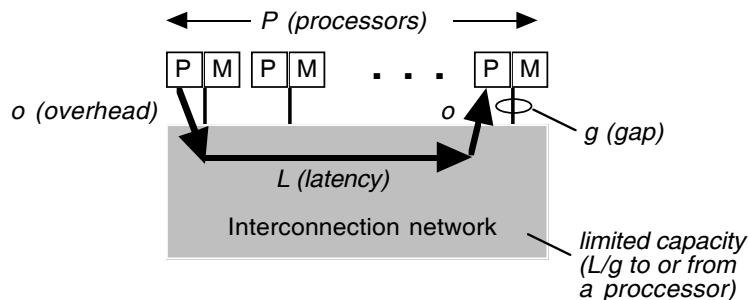 P (processors)
P M P M . . . P M
o (overhead)
o
g (gap)
L (latency)
Interconnection network
limited capacity
(L/g to or from
a proccessor)